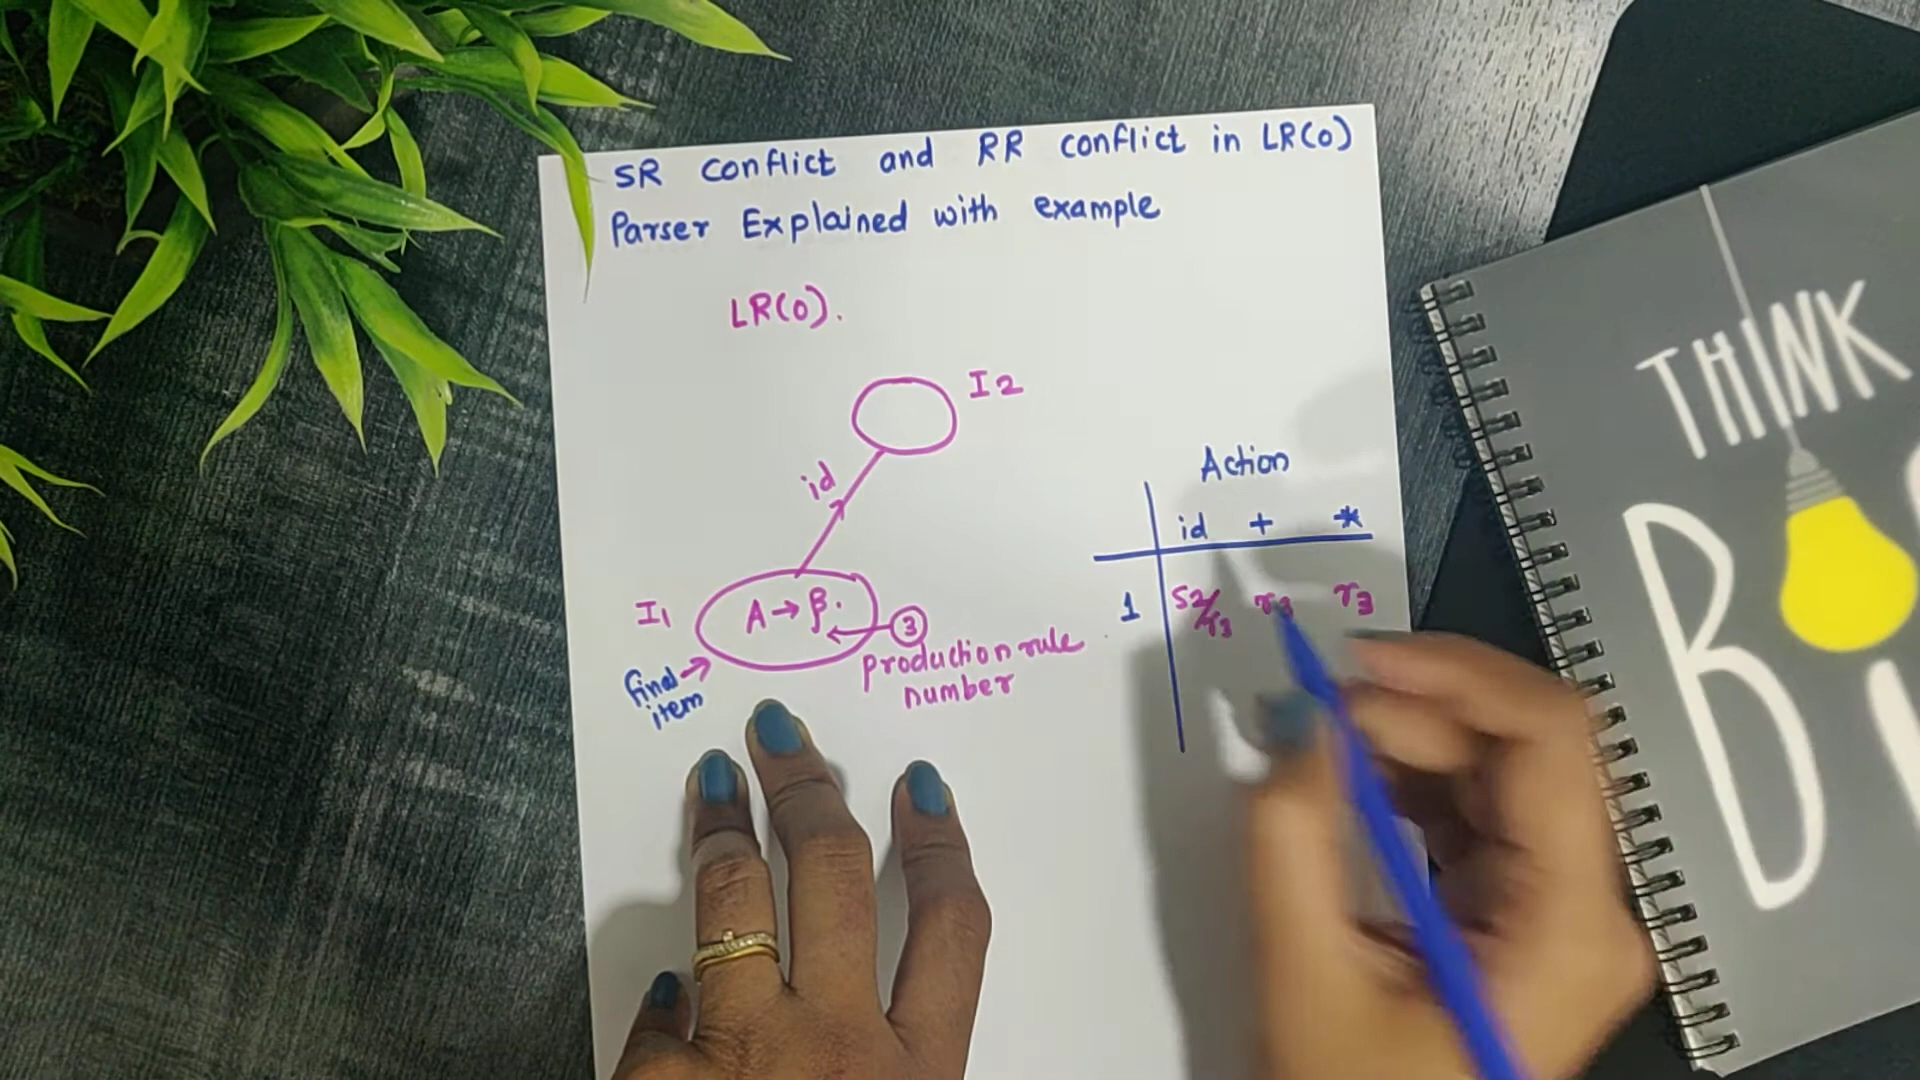 SR conflict and RR conflict in LR(0)
Parser Explained with example
LR(0).
I2
id
Action
id + *
I1 A→β. 3
1 S2/r3 r3 r3
production rule
number
final
item
THINK